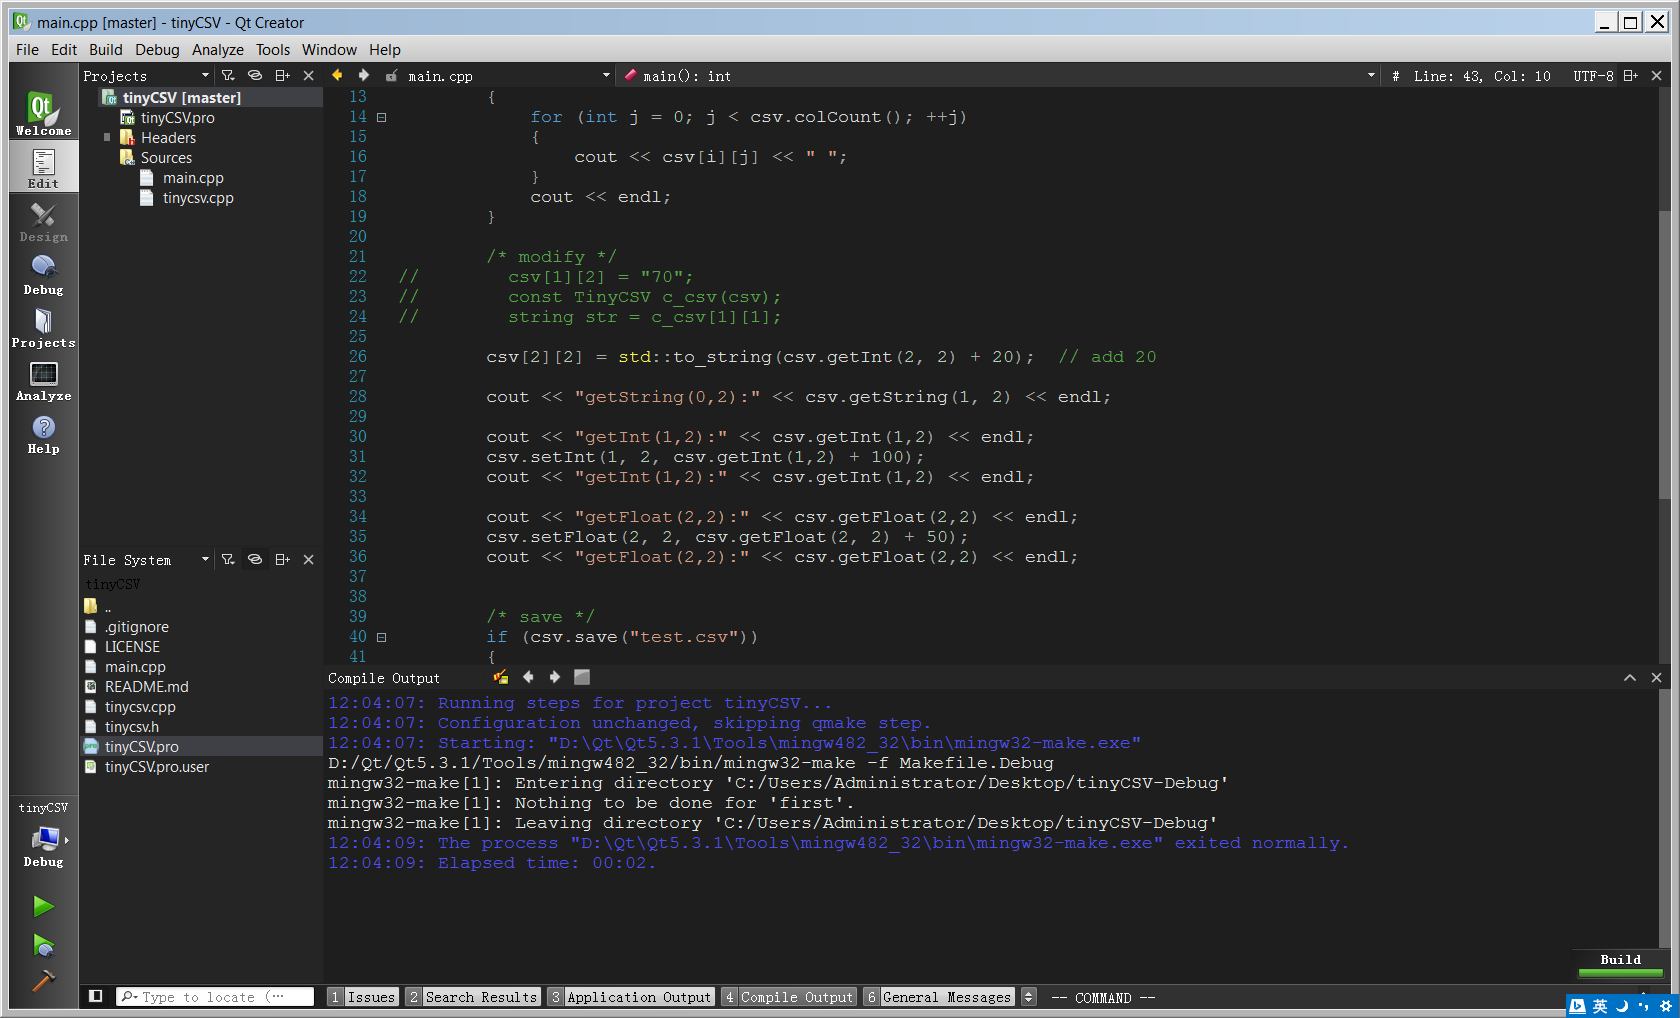 main.cpp [master] - tinyCSV - Qt Creator
File Edit Build Debug Analyze Tools Window Help
Projects
main.cpp
main(): int
# Line: 43, Col: 10 UTF-8
Qt
Welcome
Edit
Design
Debug
Projects
Analyze
Help
tinyCSV [master]
tinyCSV.pro
Headers
Sources
main.cpp
tinycsv.cpp
13 {
14 for (int j = 0; j < csv.colCount(); ++j)
15 {
16 cout << csv[i][j] << " ";
17 }
18 cout << endl;
19 }
20
21 /* modify */
22 // csv[1][2] = "70";
23 // const TinyCSV c_csv(csv);
24 // string str = c_csv[1][1];
25
26 csv[2][2] = std::to_string(csv.getInt(2, 2) + 20); // add 20
27
28 cout << "getString(0,2):" << csv.getString(1, 2) << endl;
29
30 cout << "getInt(1,2):" << csv.getInt(1,2) << endl;
31 csv.setInt(1, 2, csv.getInt(1,2) + 100);
32 cout << "getInt(1,2):" << csv.getInt(1,2) << endl;
33
34 cout << "getFloat(2,2):" << csv.getFloat(2,2) << endl;
35 csv.setFloat(2, 2, csv.getFloat(2, 2) + 50);
36 cout << "getFloat(2,2):" << csv.getFloat(2,2) << endl;
37
38
39 /* save */
40 if (csv.save("test.csv"))
41 {
File System
tinyCSV
..
.gitignore
LICENSE
main.cpp
README.md
tinycsv.cpp
tinycsv.h
tinyCSV.pro
tinyCSV.pro.user
Compile Output
12:04:07: Running steps for project tinyCSV...
12:04:07: Configuration unchanged, skipping qmake step.
12:04:07: Starting: "D:\Qt\Qt5.3.1\Tools\mingw482_32\bin\mingw32-make.exe"
D:/Qt/Qt5.3.1/Tools/mingw482_32/bin/mingw32-make -f Makefile.Debug
mingw32-make[1]: Entering directory 'C:/Users/Administrator/Desktop/tinyCSV-Debug'
mingw32-make[1]: Nothing to be done for 'first'.
mingw32-make[1]: Leaving directory 'C:/Users/Administrator/Desktop/tinyCSV-Debug'
12:04:09: The process "D:\Qt\Qt5.3.1\Tools\mingw482_32\bin\mingw32-make.exe" exited normally.
12:04:09: Elapsed time: 00:02.
tinyCSV
Debug
Build
Type to locate (...
1 Issues 2 Search Results 3 Application Output 4 Compile Output 6 General Messages -- COMMAND --
英